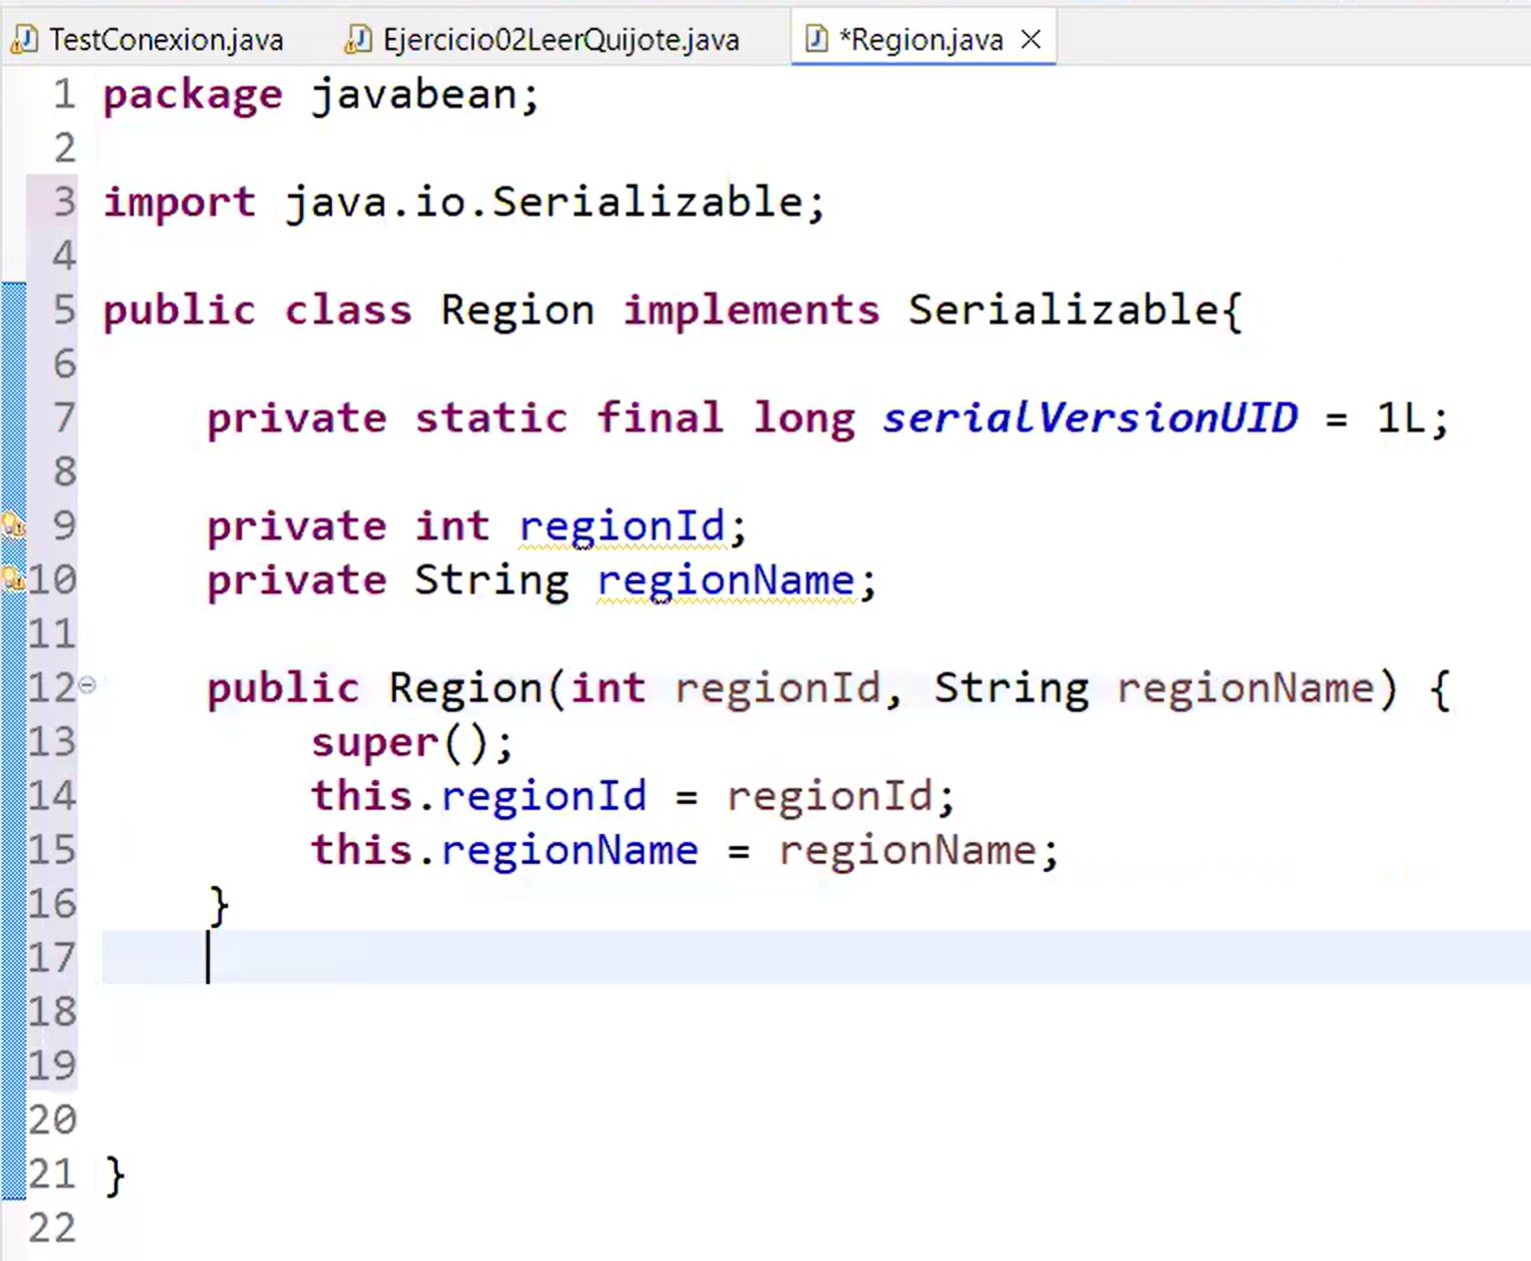 TestConexion.java Ejercicio02LeerQuijote.java *Region.java
1 package javabean;
2
3 import java.io.Serializable;
4
5 public class Region implements Serializable{
6
7 private static final long serialVersionUID = 1L;
8
9 private int regionId;
10 private String regionName;
11
12 public Region(int regionId, String regionName) {
13 super();
14 this.regionId = regionId;
15 this.regionName = regionName;
16 }
17
18
19
20
21 }
22